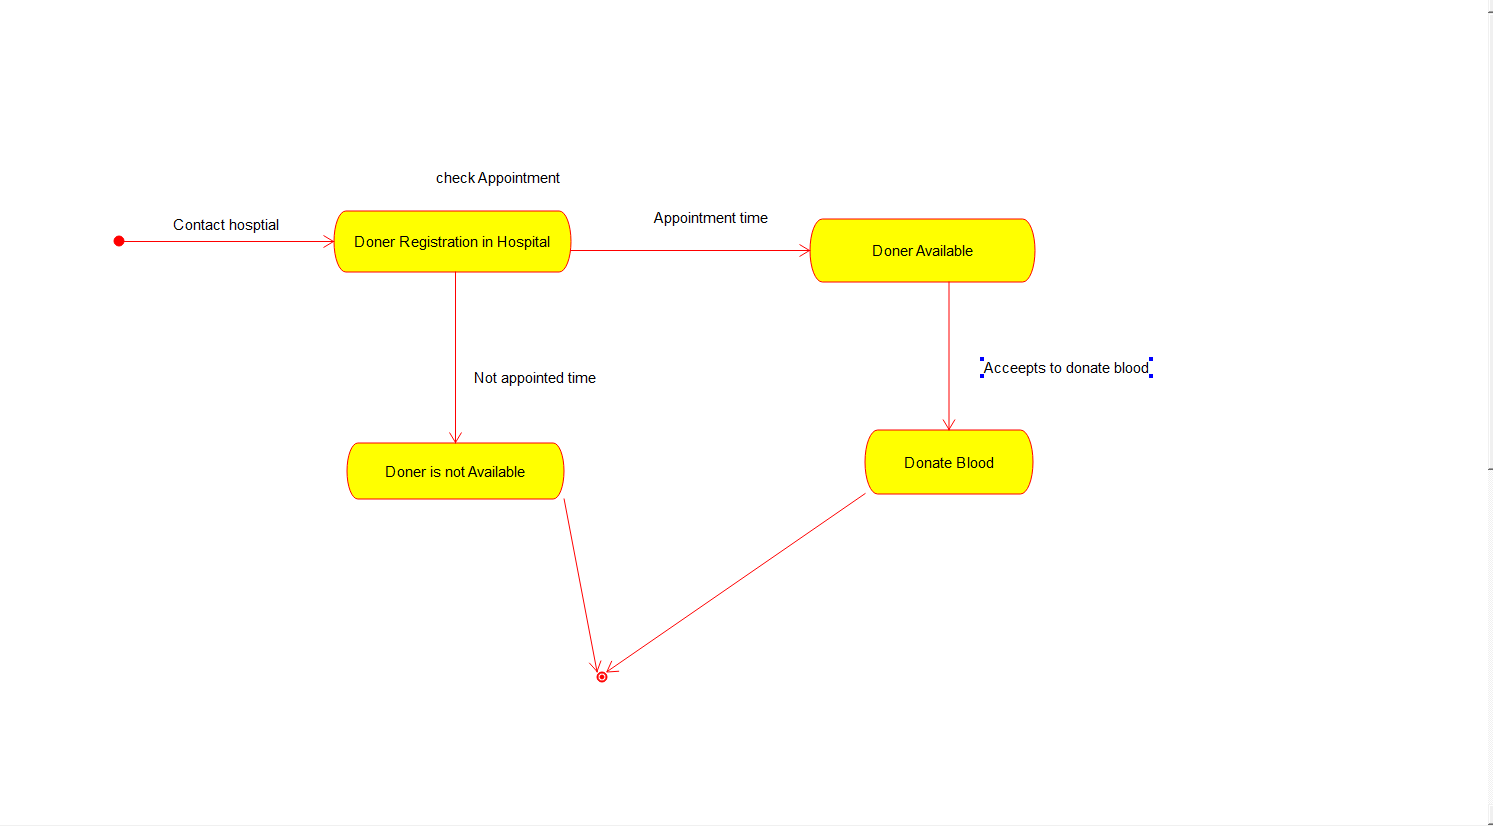 check Appointment
Contact hosptial
Appointment time
Doner Registration in Hospital
Doner Available
Not appointed time
Acceepts to donate blood
Doner is not Available
Donate Blood